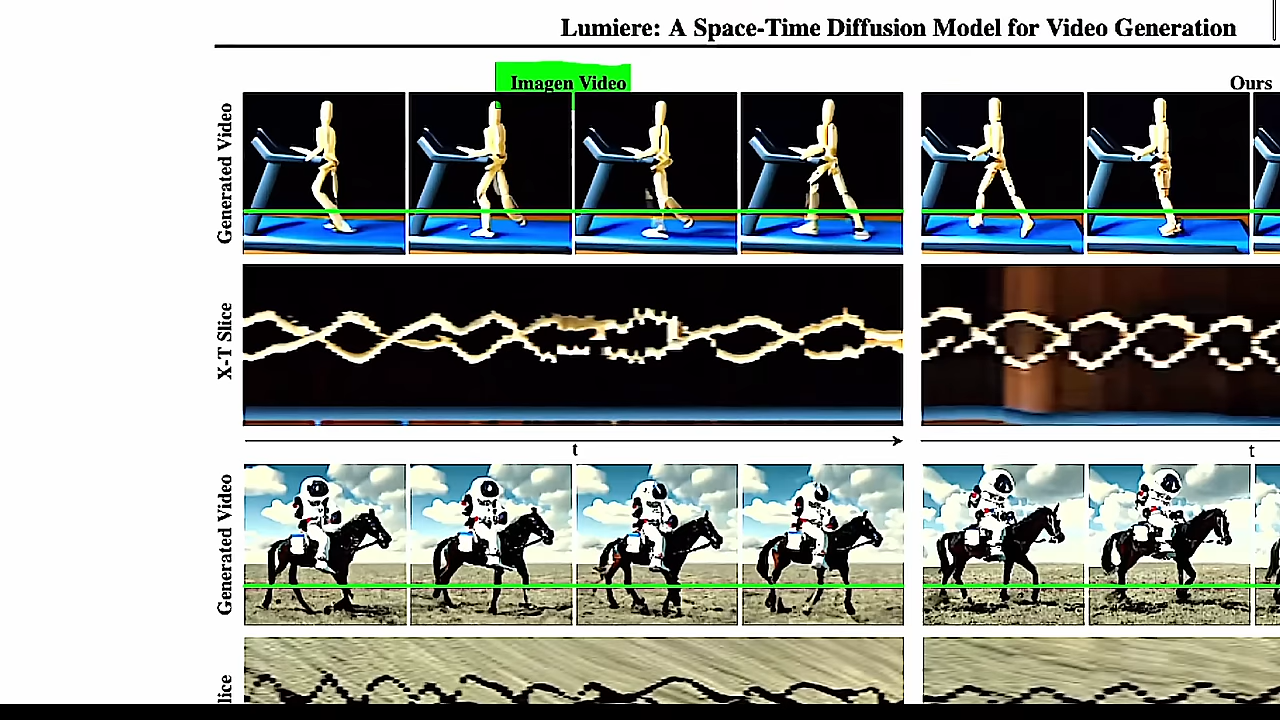 Lumiere: A Space-Time Diffusion Model for Video Generation
Imagen Video
Ours
Generated Video
X-T Slice
t
t
Generated Video
lice